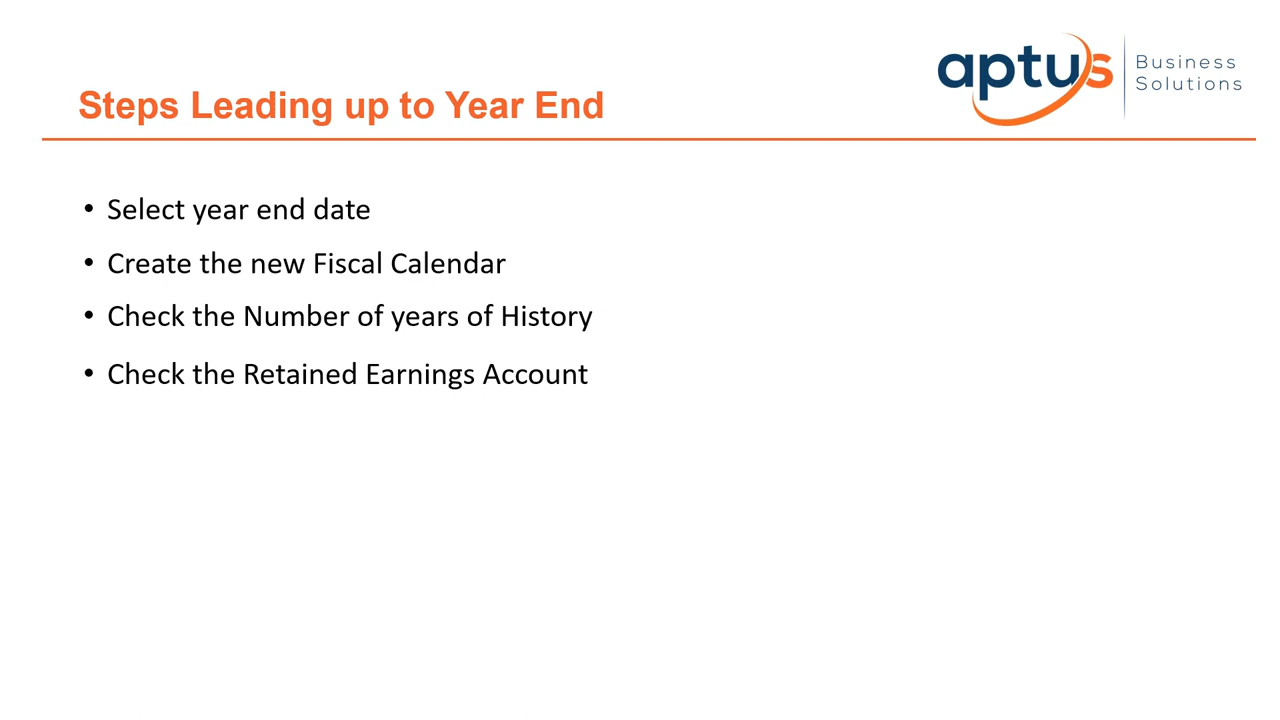 aptus
Business
Solutions
Steps Leading up to Year End
• Select year end date
• Create the new Fiscal Calendar
• Check the Number of years of History
• Check the Retained Earnings Account